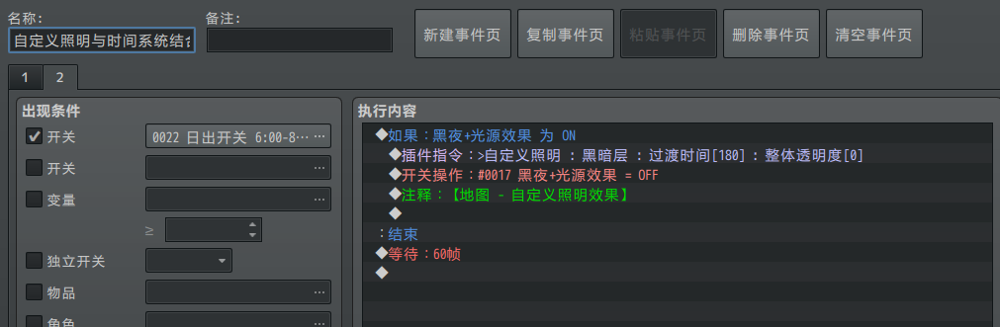 名称:
备注:
自定义照明与时间系统结合
新建事件页
复制事件页
粘贴事件页
删除事件页
清空事件页
1
2
出现条件
执行内容
开关
0022 日出开关 6:00-8… …
开关
…
变量
…
≥
独立开关
物品
…
角色
…
◆如果：黑夜+光源效果 为 ON
◆插件指令：>自定义照明 : 黑暗层 : 过渡时间[180] : 整体透明度[0]
◆开关操作：#0017 黑夜+光源效果 = OFF
◆注释：【地图 - 自定义照明效果】
◆
：结束
◆等待：60帧
◆